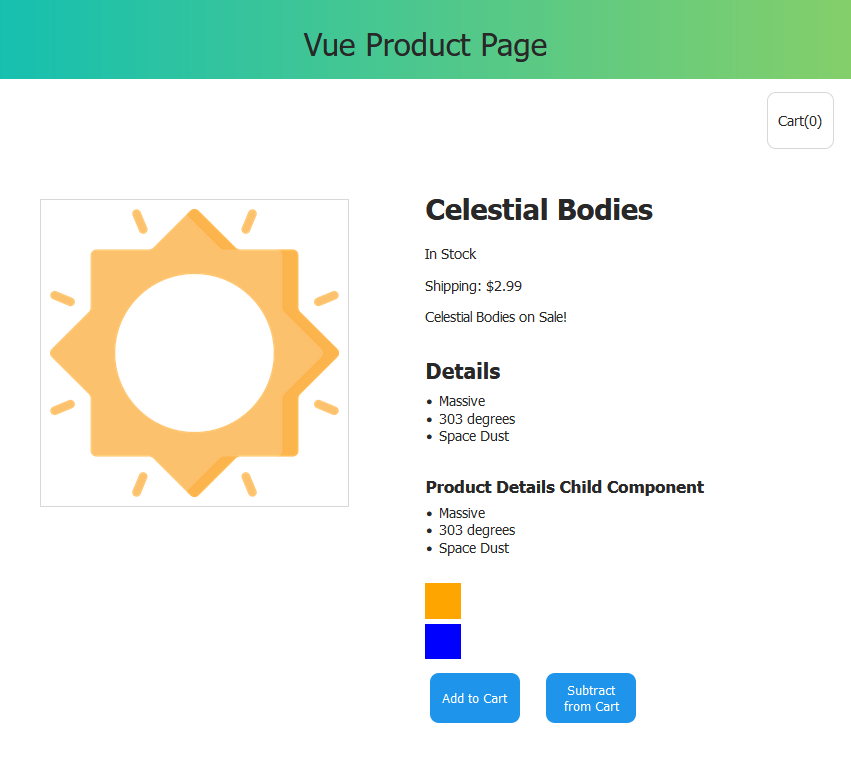 Vue Product Page
Cart(0)
Celestial Bodies
In Stock
Shipping: $2.99
Celestial Bodies on Sale!
Details
Massive
303 degrees
Space Dust
Product Details Child Component
Massive
303 degrees
Space Dust
Add to Cart
Subtract
from Cart